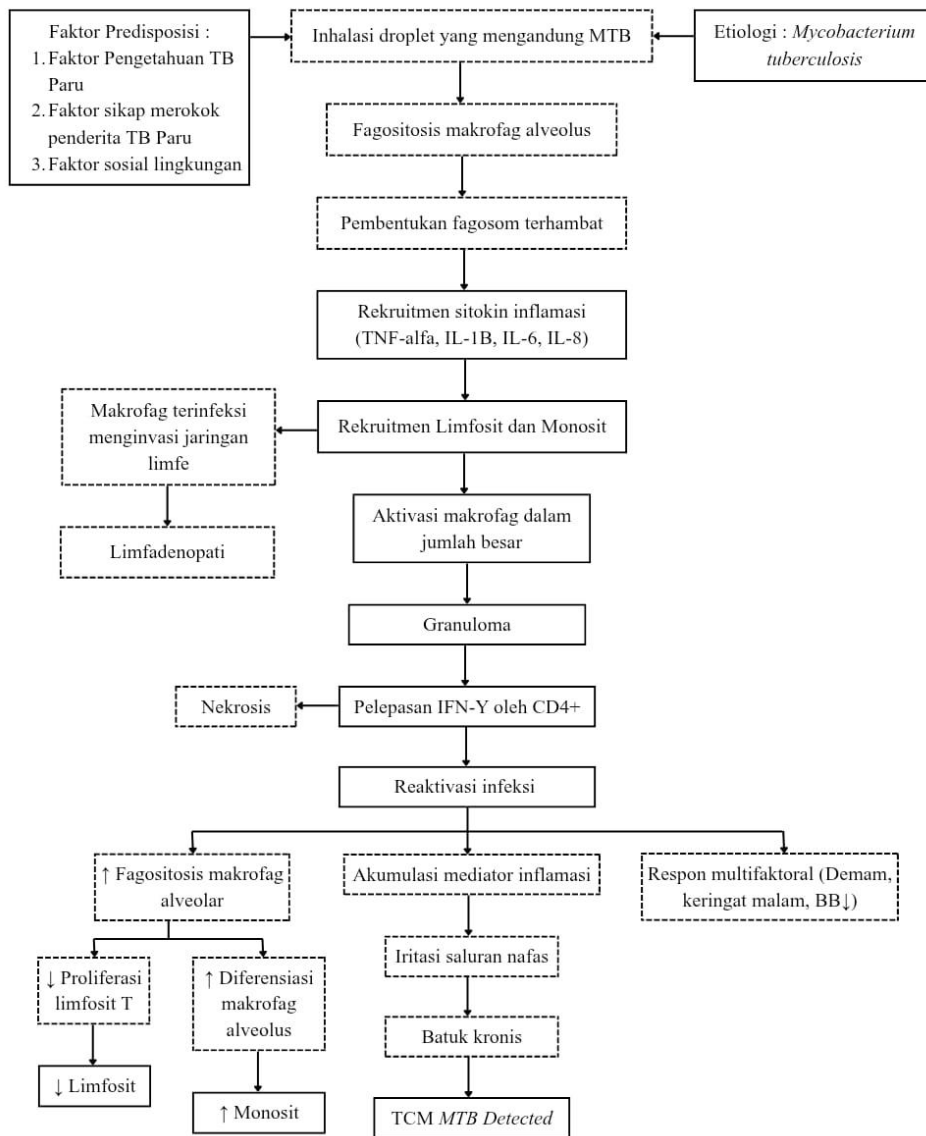 Faktor Predisposisi :
1. Faktor Pengetahuan TB
Paru
2. Faktor sikap merokok
penderita TB Paru
3. Faktor sosial lingkungan
Inhalasi droplet yang mengandung MTB
Etiologi : Mycobacterium
tuberculosis
Fagositosis makrofag alveolus
Pembentukan fagosom terhambat
Rekruitmen sitokin inflamasi
(TNF-alfa, IL-1B, IL-6, IL-8)
Makrofag terinfeksi
menginvasi jaringan
limfe
Rekruitmen Limfosit dan Monosit
Limfadenopati
Aktivasi makrofag dalam
jumlah besar
Granuloma
Nekrosis
Pelepasan IFN-Y oleh CD4+
Reaktivasi infeksi
↑ Fagositosis makrofag
alveolar
Akumulasi mediator inflamasi
Respon multifaktoral (Demam,
keringat malam, BB↓)
↓ Proliferasi
limfosit T
↑ Diferensiasi
makrofag
alveolus
Iritasi saluran nafas
Batuk kronis
↓ Limfosit
↑ Monosit
TCM MTB Detected